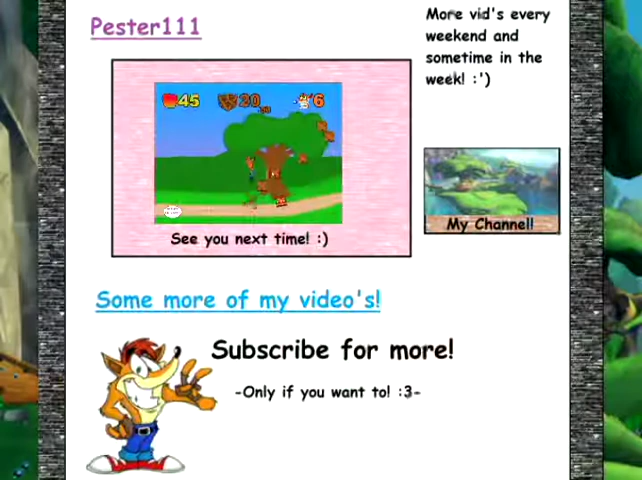 Pester111
More vid's every
weekend and
sometime in the
week! :')
45 20 6
See you next time! :)
My Channel!
Some more of my video's!
Subscribe for more!
-Only if you want to! :3-